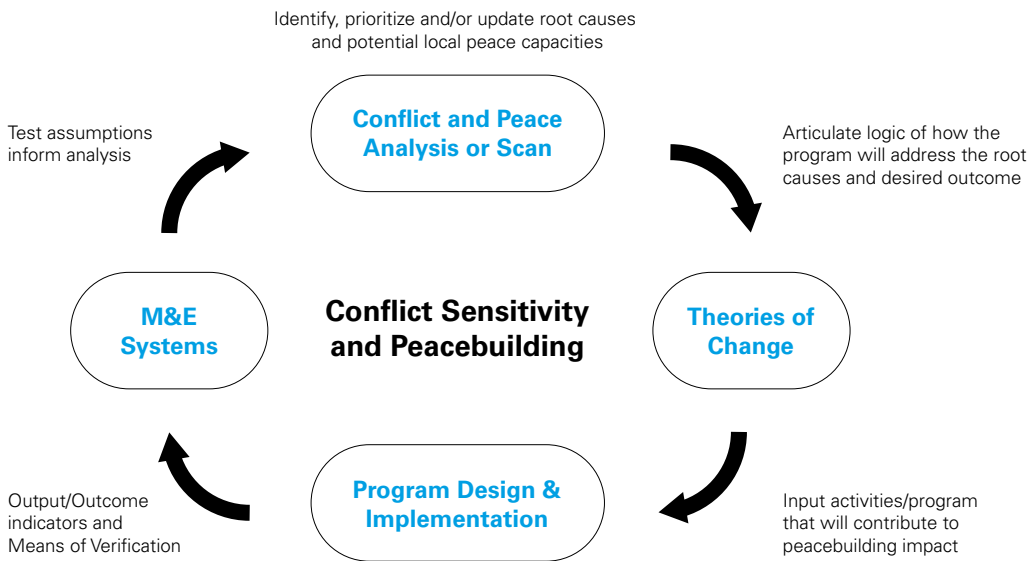 Identify, prioritize and/or update root causes
and potential local peace capacities
Conflict and Peace
Analysis or Scan
Test assumptions
inform analysis
Articulate logic of how the
program will address the root
causes and desired outcome
M&E
Systems
Conflict Sensitivity
and Peacebuilding
Theories of
Change
Program Design &
Implementation
Output/Outcome
indicators and
Means of Verification
Input activities/program
that will contribute to
peacebuilding impact